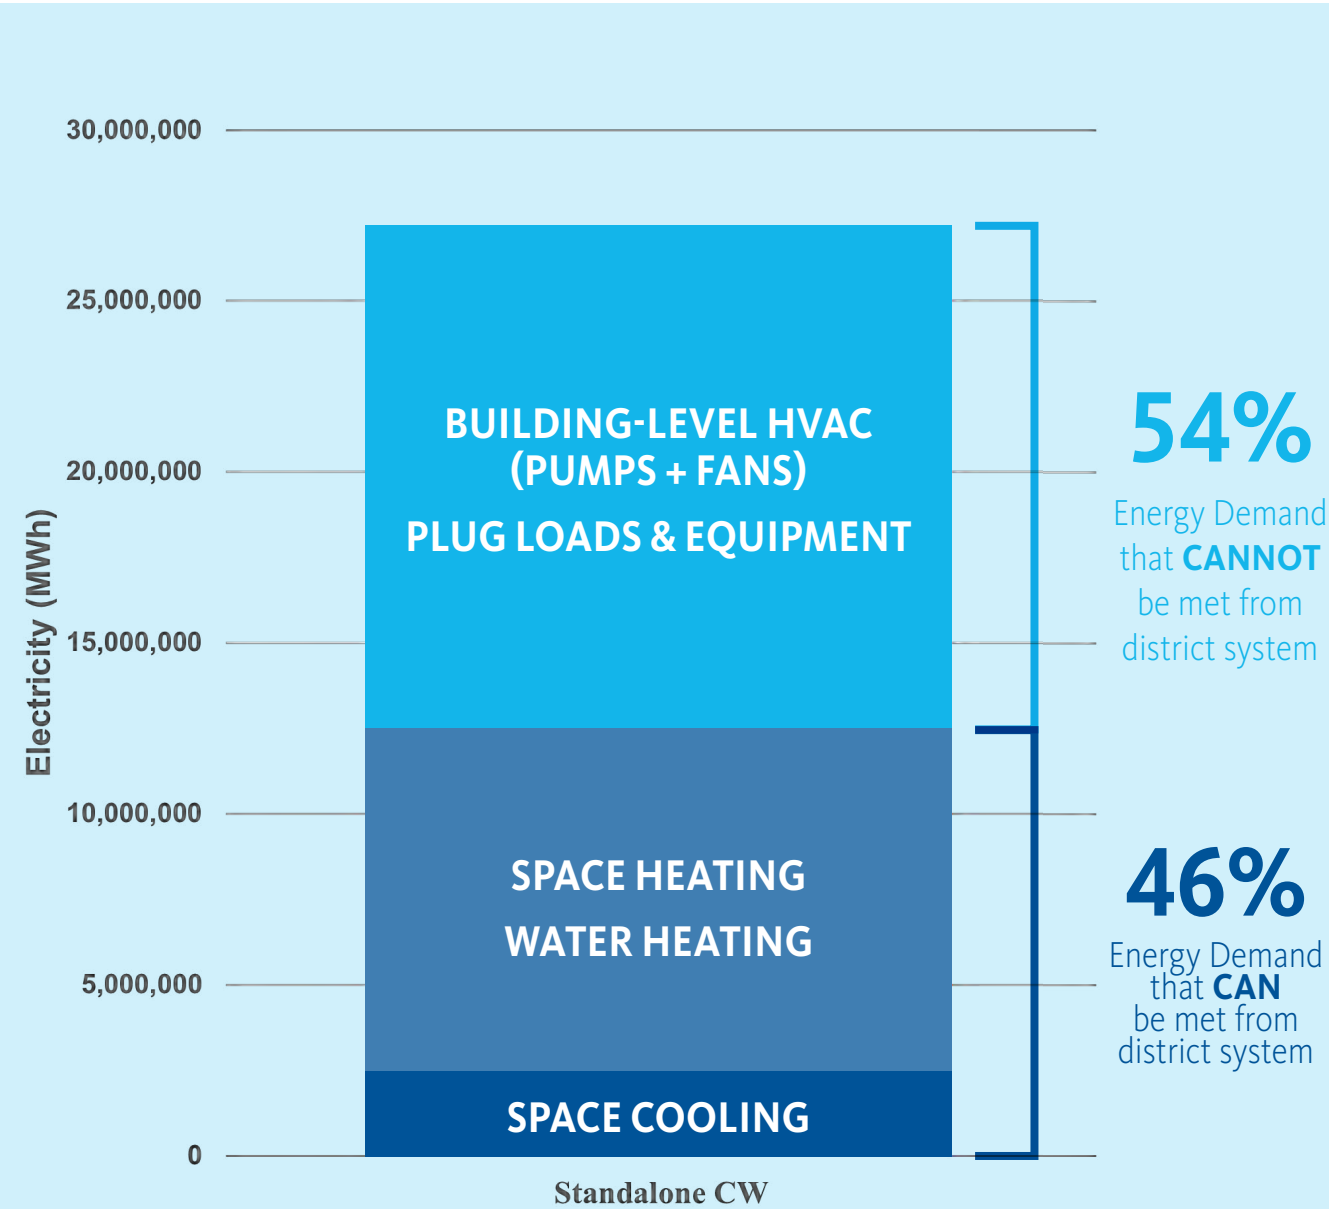 30,000,000
25,000,000
20,000,000
15,000,000
10,000,000
5,000,000
0
Electricity (MWh)
BUILDING-LEVEL HVAC
(PUMPS + FANS)
PLUG LOADS & EQUIPMENT
SPACE HEATING
WATER HEATING
SPACE COOLING
Standalone CW
54%
Energy Demand
that CANNOT
be met from
district system
46%
Energy Demand
that CAN
be met from
district system